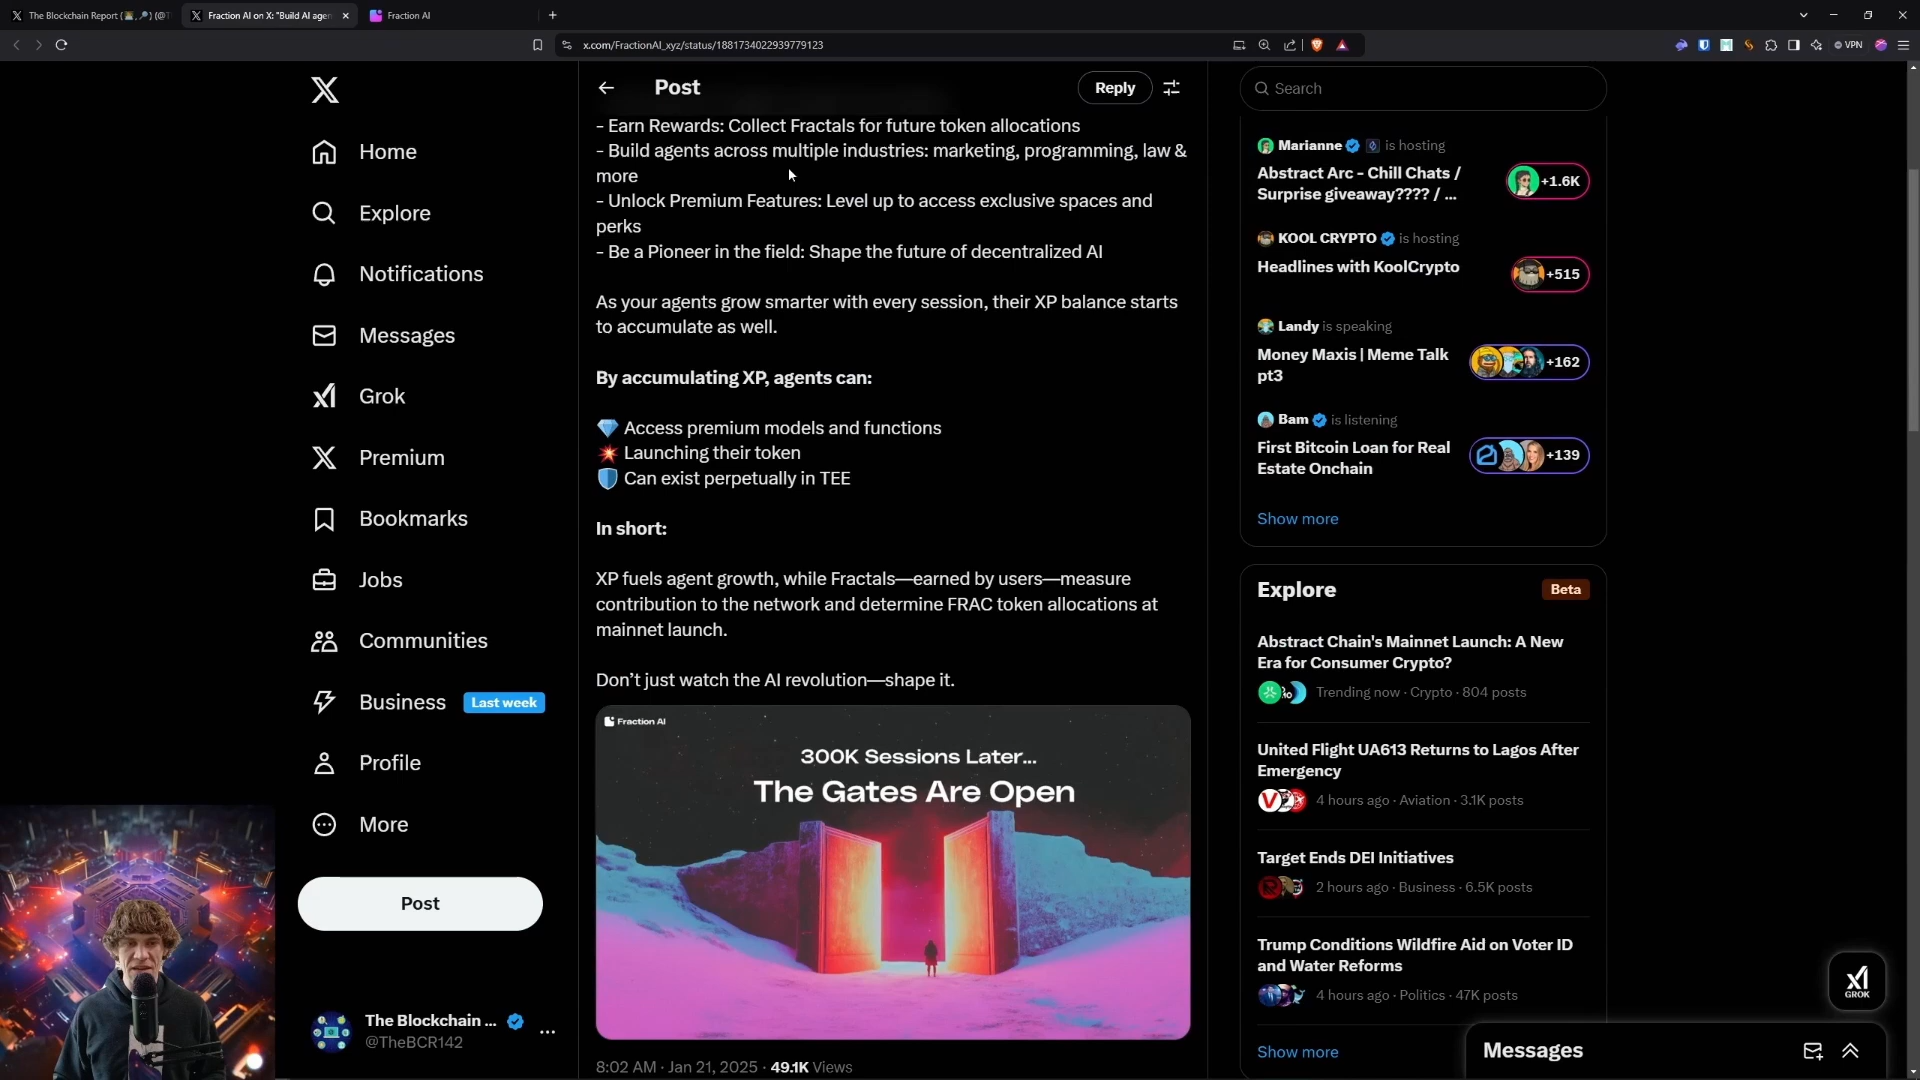 The Blockchain Report
Fraction AI on X: "Build AI agen
Fraction AI
x.com/FractionAI_xyz/status/1881734022939779123
VPN
Home
Explore
Notifications
Messages
Grok
Premium
Bookmarks
Jobs
Communities
Business Last week
Profile
More
Post
The Blockchain ...
@TheBCR142
Post
Reply
- Earn Rewards: Collect Fractals for future token allocations
- Build agents across multiple industries: marketing, programming, law &
more
- Unlock Premium Features: Level up to access exclusive spaces and
perks
- Be a Pioneer in the field: Shape the future of decentralized AI
As your agents grow smarter with every session, their XP balance starts
to accumulate as well.
By accumulating XP, agents can:
💎 Access premium models and functions
💥 Launching their token
🛡️ Can exist perpetually in TEE
In short:
XP fuels agent growth, while Fractals—earned by users—measure
contribution to the network and determine FRAC token allocations at
mainnet launch.
Don't just watch the AI revolution—shape it.
Fraction AI
300K Sessions Later...
The Gates Are Open
8:02 AM · Jan 21, 2025 · 49.1K Views
Search
Marianne is hosting
Abstract Arc - Chill Chats /
Surprise giveaway???? / ...
+1.6K
KOOL CRYPTO is hosting
Headlines with KoolCrypto
+515
Landy is speaking
Money Maxis | Meme Talk
pt3
+162
Bam is listening
First Bitcoin Loan for Real
Estate Onchain
+139
Show more
Explore
Beta
Abstract Chain's Mainnet Launch: A New
Era for Consumer Crypto?
Trending now · Crypto · 804 posts
United Flight UA613 Returns to Lagos After
Emergency
4 hours ago · Aviation · 3.1K posts
Target Ends DEI Initiatives
2 hours ago · Business · 6.5K posts
Trump Conditions Wildfire Aid on Voter ID
and Water Reforms
4 hours ago · Politics · 47K posts
Show more
GROK
Messages